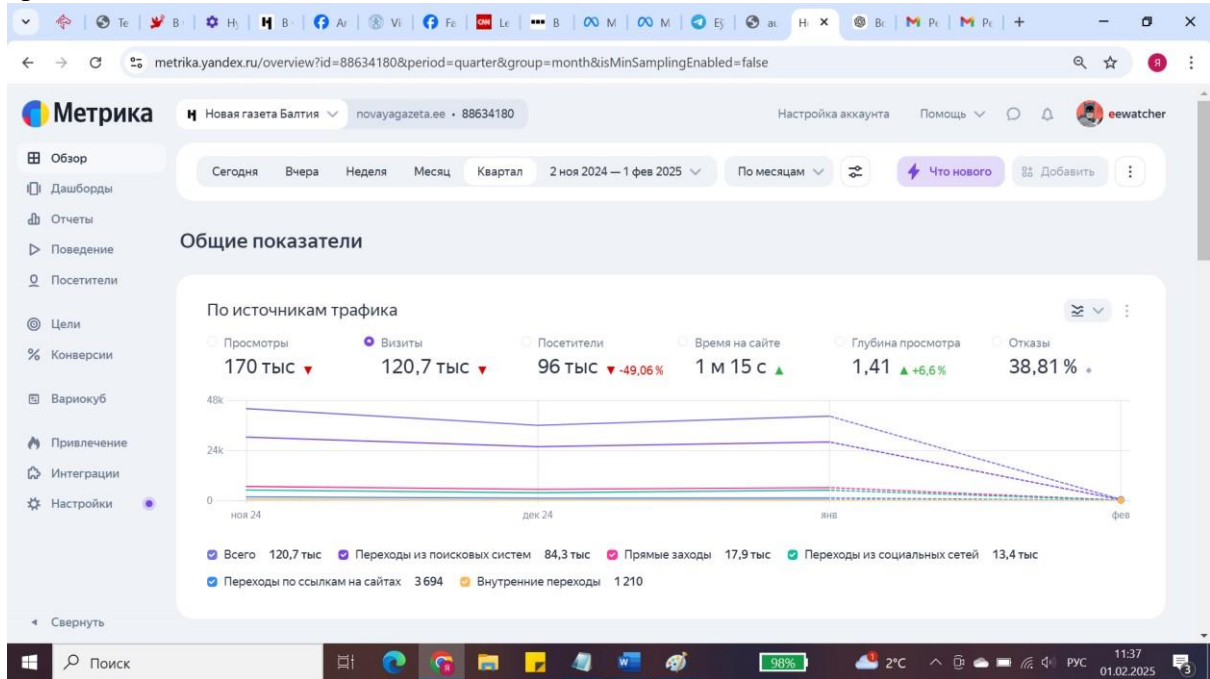 metrika.yandex.ru/overview?id=88634180&period=quarter&group=month&isMinSamplingEnabled=false
Я
Метрика
Новая газета Балтия
novayagazeta.ee • 88634180
Настройка аккаунта
Помощь
eewatcher
Обзор
Дашборды
Отчеты
Поведение
Посетители
Цели
Конверсии
Вариокуб
Привлечение
Интеграции
Настройки
Свернуть
Сегодня Вчера Неделя Месяц Квартал 2 ноя 2024 — 1 фев 2025 По месяцам Что нового Добавить
Общие показатели
По источникам трафика
Просмотры Визиты Посетители Время на сайте Глубина просмотра Отказы
170 тыс ▼ 120,7 тыс ▼ 96 тыс ▼ -49,06 % 1 м 15 с ▲ 1,41 ▲ +6,6 % 38,81 %
48k
24k
0
ноя 24 дек 24 янв фев
Всего 120,7 тыс Переходы из поисковых систем 84,3 тыс Прямые заходы 17,9 тыс Переходы из социальных сетей 13,4 тыс
Переходы по ссылкам на сайтах 3 694 Внутренние переходы 1 210
Поиск
98%
2°C
РУС
11:37
01.02.2025
3